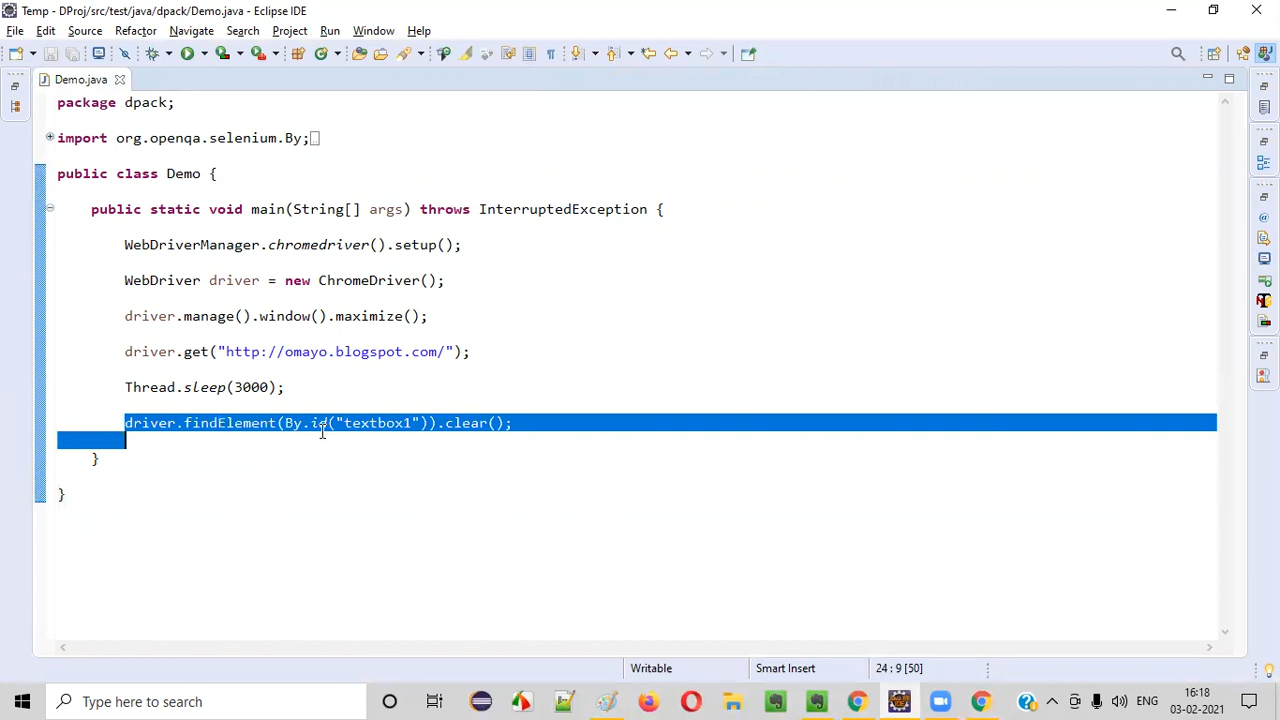 Temp - DProj/src/test/java/dpack/Demo.java - Eclipse IDE
File Edit Source Refactor Navigate Search Project Run Window Help
Demo.java
package dpack;
import org.openqa.selenium.By;
public class Demo {
public static void main(String[] args) throws InterruptedException {
WebDriverManager.chromedriver().setup();
WebDriver driver = new ChromeDriver();
driver.manage().window().maximize();
driver.get("http://omayo.blogspot.com/");
Thread.sleep(3000);
driver.findElement(By.id("textbox1")).clear();
}
}
Writable Smart Insert 24 : 9 [50]
Type here to search
ENG
6:18
03-02-2021